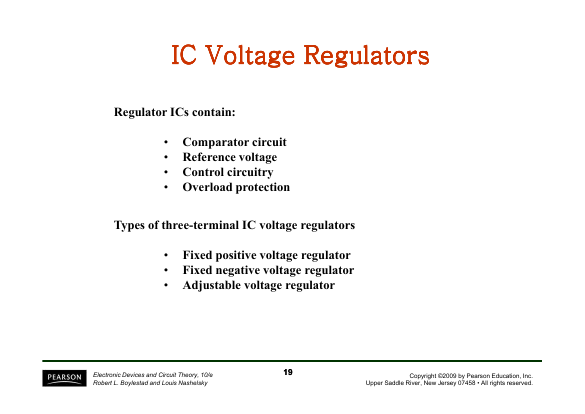 IC Voltage Regulators
Regulator ICs contain:
• Comparator circuit
• Reference voltage
• Control circuitry
• Overload protection
Types of three-terminal IC voltage regulators
• Fixed positive voltage regulator
• Fixed negative voltage regulator
• Adjustable voltage regulator
PEARSON
Electronic Devices and Circuit Theory, 10/e
Robert L. Boylestad and Louis Nashelsky
19
Copyright ©2009 by Pearson Education, Inc.
Upper Saddle River, New Jersey 07458 • All rights reserved.